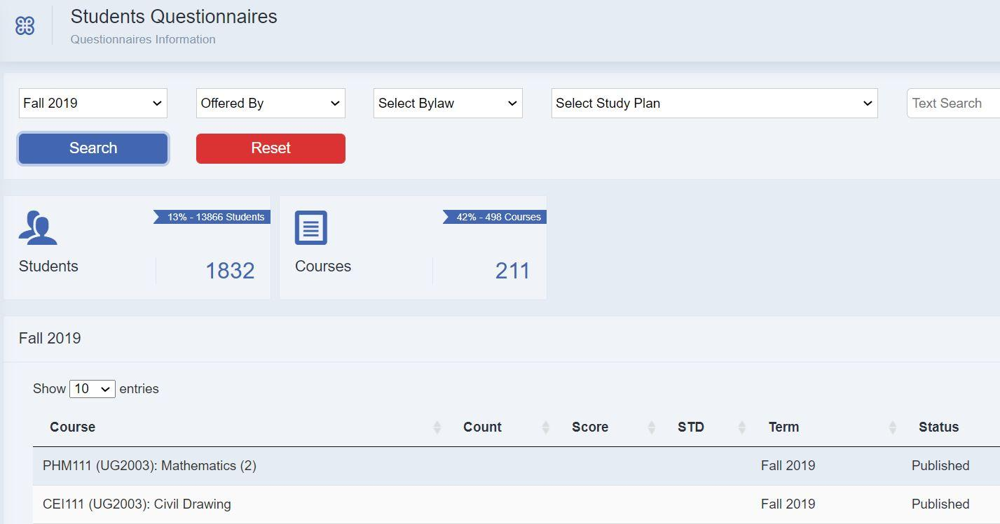 Students Questionnaires
Questionnaires Information
Fall 2019
Offered By
Select Bylaw
Select Study Plan
Text Search
Search
Reset
13% - 13866 Students
Students
1832
42% - 498 Courses
Courses
211
Fall 2019
Show 10 entries
Course Count Score STD Term Status
PHM111 (UG2003): Mathematics (2) Fall 2019 Published
CEI111 (UG2003): Civil Drawing Fall 2019 Published